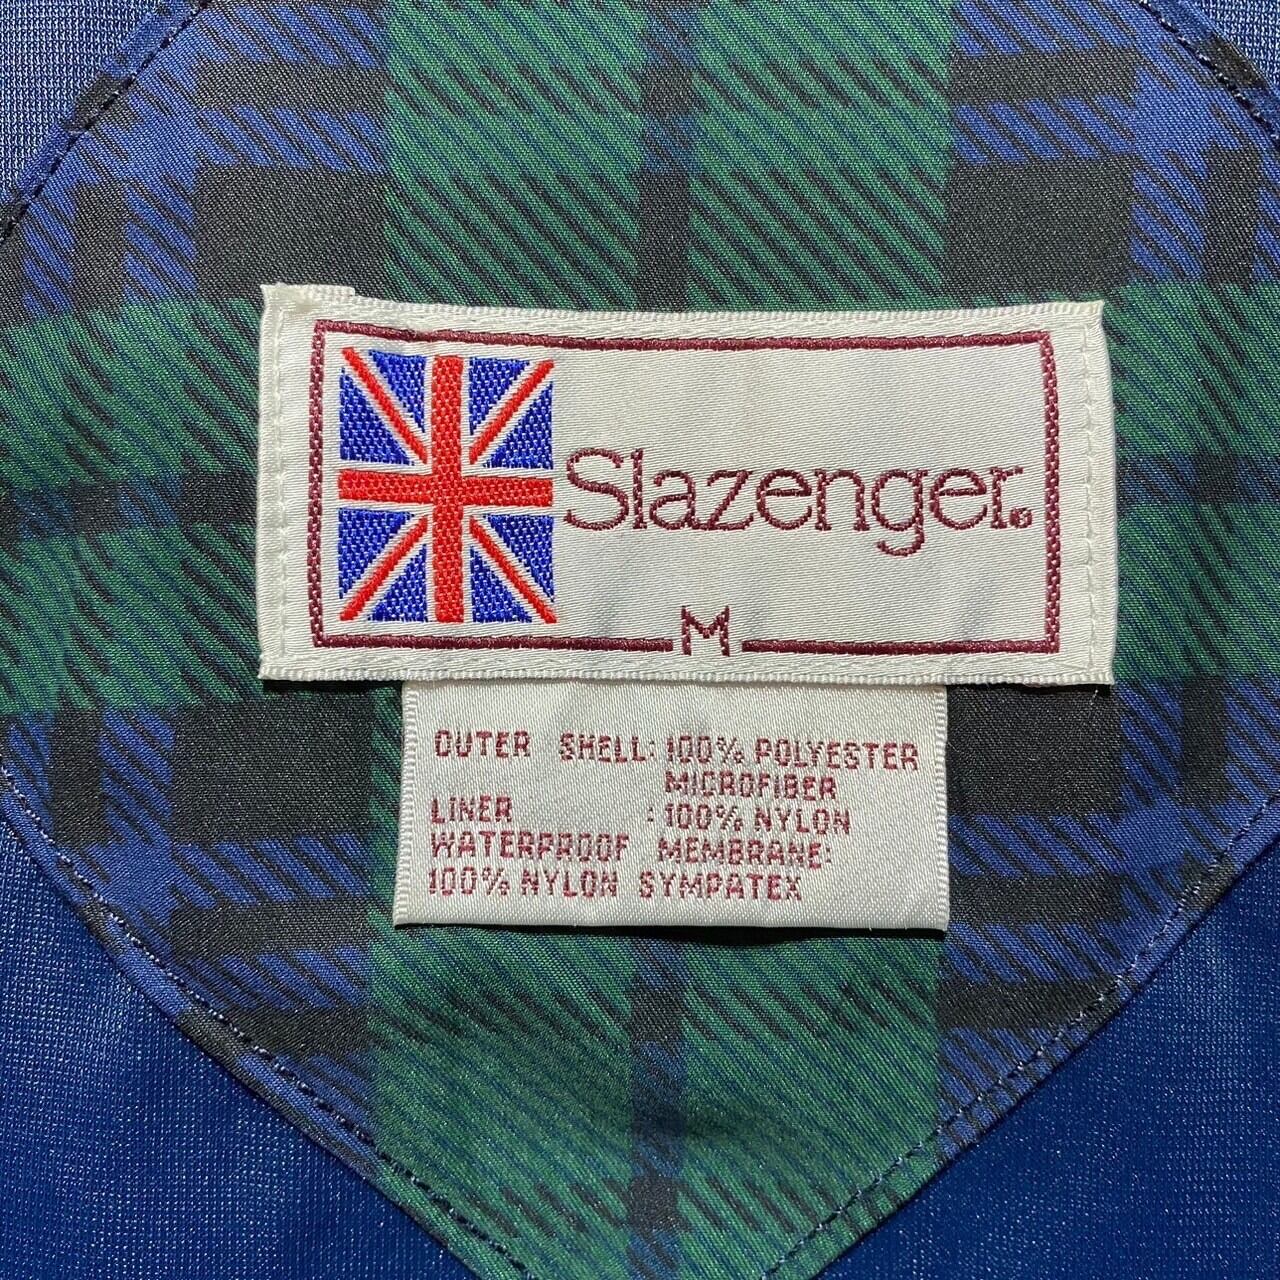 Slazenger®
M
OUTER SHELL: 100% POLYESTER
MICROFIBER
LINER : 100% NYLON
WATERPROOF MEMBRANE:
100% NYLON SYMPATEX